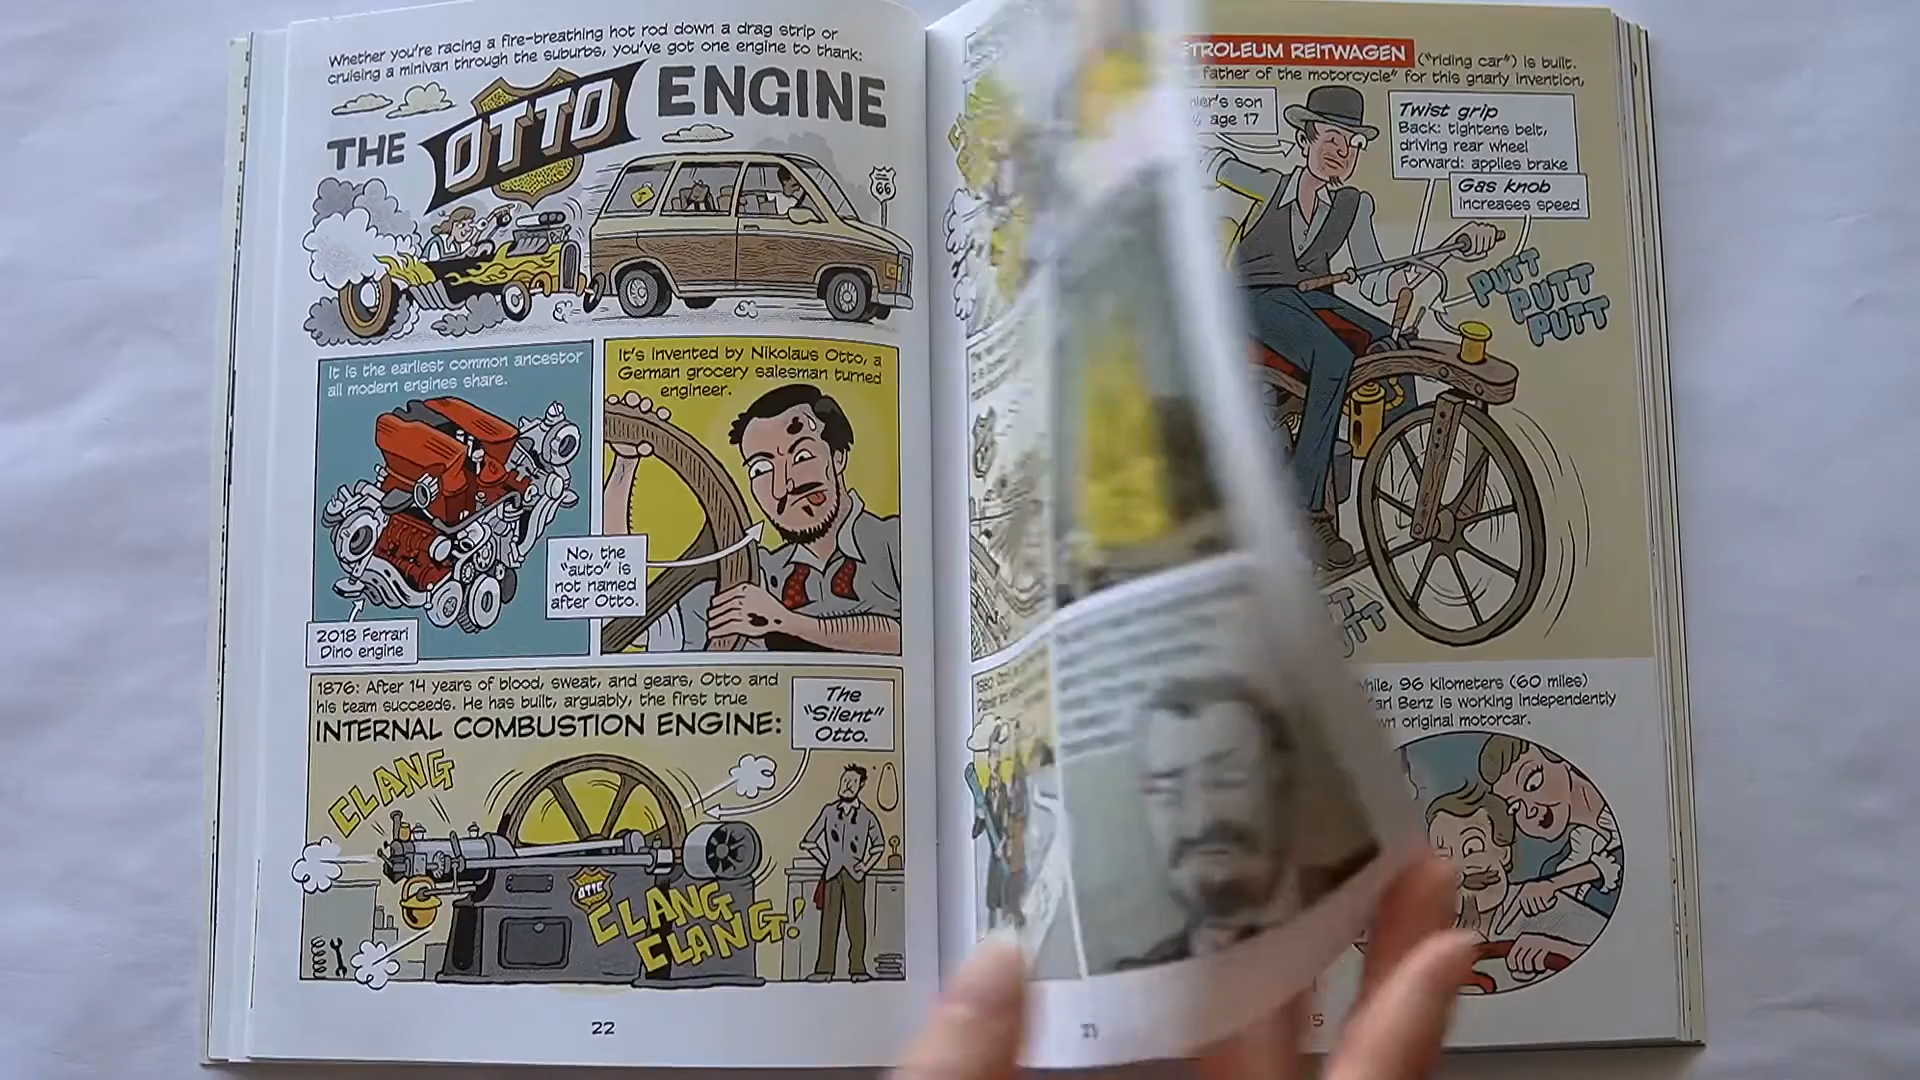 Whether you're racing a fire-breathing hot rod down a drag strip or
cruising a minivan through the suburbs, you've got one engine to thank:
THE OTTO ENGINE
66
It is the earliest common ancestor
all modern engines share.
2018 Ferrari
Dino engine
It's invented by Nikolaus Otto, a
German grocery salesman turned
engineer.
No, the
"auto" is
not named
after Otto.
1876: After 14 years of blood, sweat, and gears, Otto and
his team succeeds. He has built, arguably, the first true
INTERNAL COMBUSTION ENGINE:
The
"Silent"
Otto.
CLANG
OTTO
CLANG
CLANG!
22
REITWAGEN ("riding car") is built.
father of the motorcycle" for this gnarly invention,
son
age 17
Twist grip
Back: tightens belt,
driving rear wheel
Forward: applies brake
Gas knob
increases speed
PUTT
PUTT
PUTT
96 kilometers (60 miles)
Benz is working independently
original motorcar.